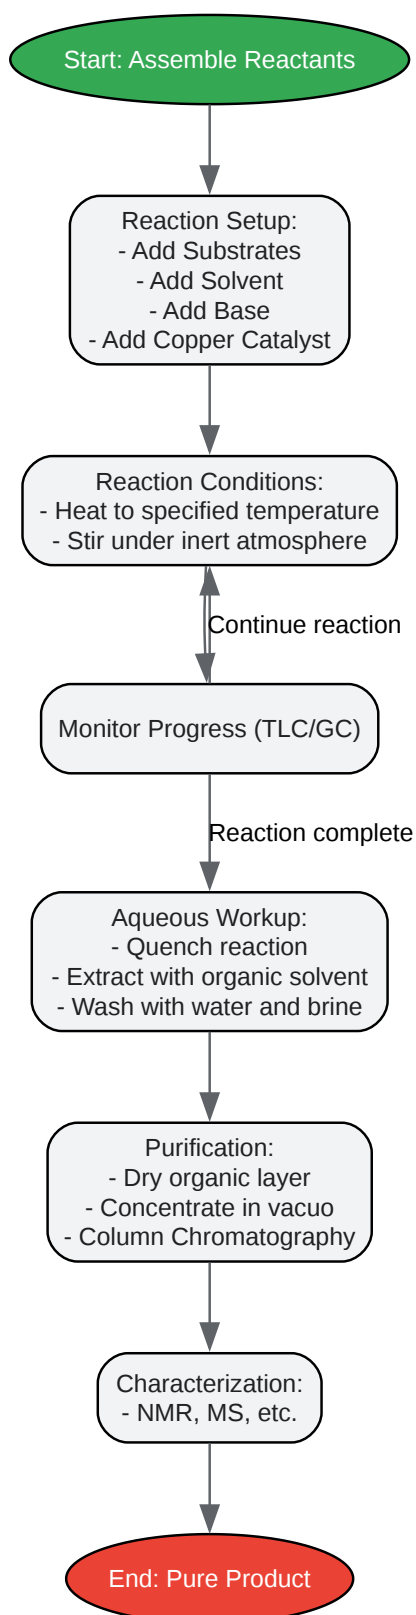 Start: Assemble Reactants
Reaction Setup:
- Add Substrates
- Add Solvent
- Add Base
- Add Copper Catalyst
Reaction Conditions:
- Heat to specified temperature
- Stir under inert atmosphere
Continue reaction
Monitor Progress (TLC/GC)
Reaction complete
Aqueous Workup:
- Quench reaction
- Extract with organic solvent
- Wash with water and brine
Purification:
- Dry organic layer
- Concentrate in vacuo
- Column Chromatography
Characterization:
- NMR, MS, etc.
End: Pure Product